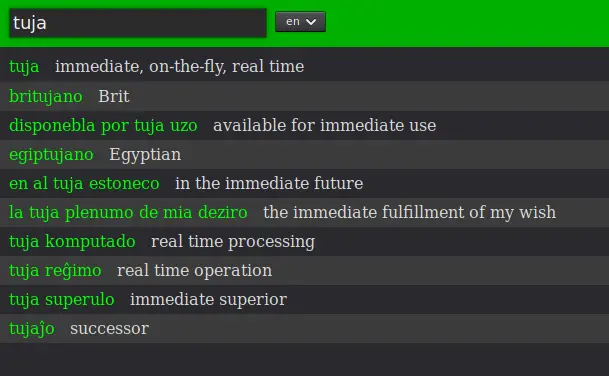 tuja en
tuja immediate, on-the-fly, real time
britujano Brit
disponebla por tuja uzo available for immediate use
egiptujano Egyptian
en al tuja estoneco in the immediate future
la tuja plenumo de mia deziro the immediate fulfillment of my wish
tuja komputado real time processing
tuja reĝimo real time operation
tuja superulo immediate superior
tujaĵo successor